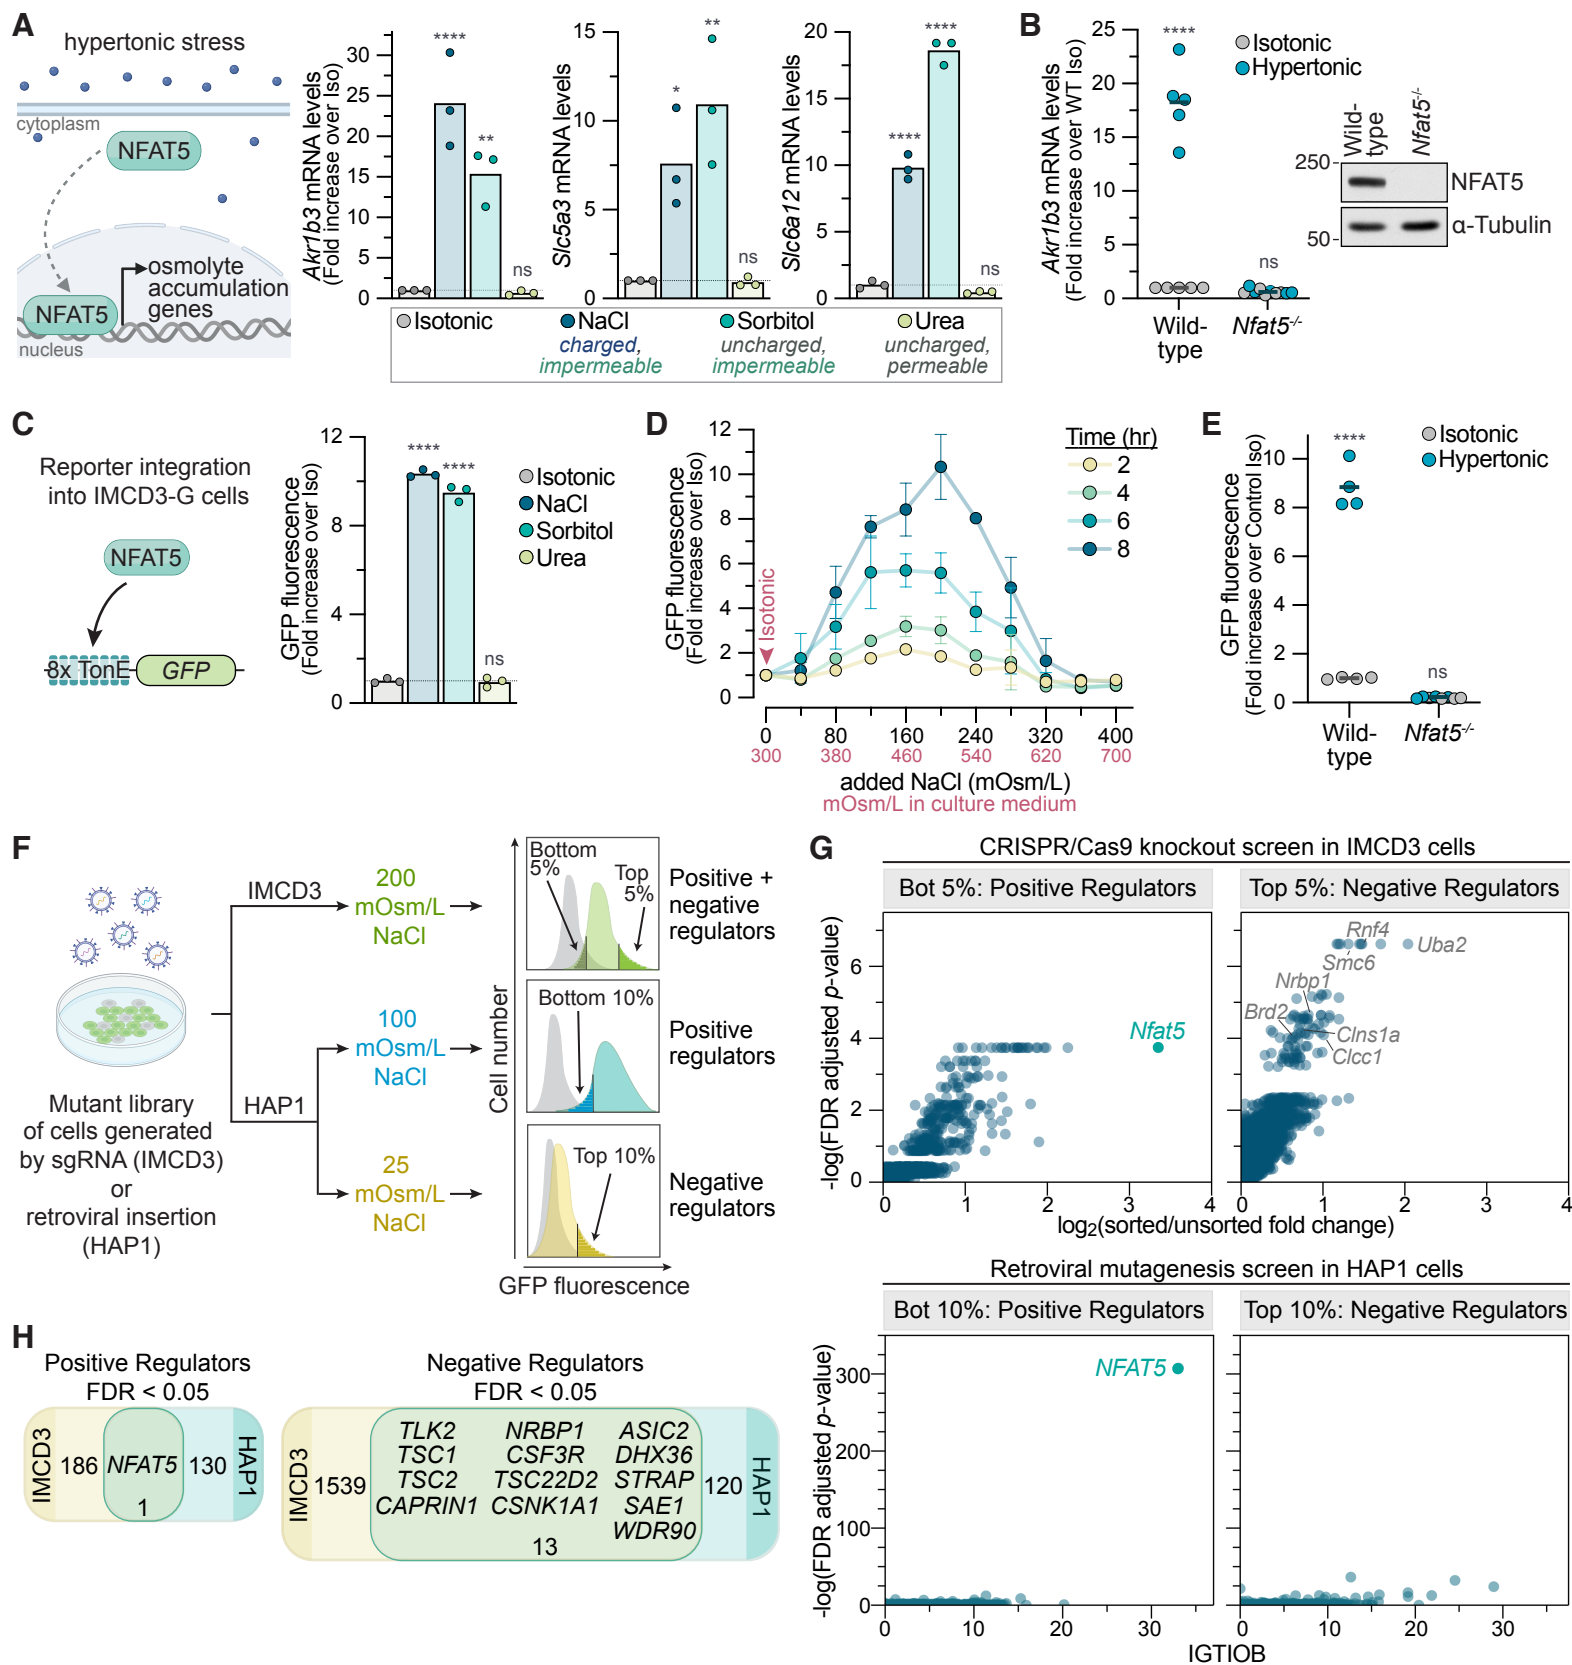 A
hypertonic stress
cytoplasm
NFAT5
NFAT5
osmolyte
accumulation
genes
nucleus
Akr1b3 mRNA levels
(Fold increase over Iso)
30
25
20
15
10
5
0
****
**
ns
Slc5a3 mRNA levels
15
10
5
0
*
**
ns
Slc6a12 mRNA levels
20
15
10
5
0
****
****
ns
Isotonic
NaCl
charged,
impermeable
Sorbitol
uncharged,
impermeable
Urea
uncharged,
permeable
B
Akr1b3 mRNA levels
(Fold increase over WT Iso)
25
20
15
10
5
0
****
ns
Isotonic
Hypertonic
Wild-
type
Nfat5-/-
Wild-
type
Nfat5-/-
250
50
NFAT5
α-Tubulin
C
Reporter integration
into IMCD3-G cells
NFAT5
8x TonE
GFP
GFP fluorescence
(Fold increase over Iso)
12
8
4
0
****
****
ns
Isotonic
NaCl
Sorbitol
Urea
D
GFP fluorescence
(Fold increase over Iso)
12
10
8
6
4
2
0
Isotonic
Time (hr)
2
4
6
8
0 80 160 240 320 400
300 380 460 540 620 700
added NaCl (mOsm/L)
mOsm/L in culture medium
E
GFP fluorescence
(Fold increase over Control Iso)
10
8
6
4
2
0
****
ns
Isotonic
Hypertonic
Wild-
type
Nfat5-/-
F
Mutant library
of cells generated
by sgRNA (IMCD3)
or
retroviral insertion
(HAP1)
IMCD3
HAP1
200
mOsm/L
NaCl
100
mOsm/L
NaCl
25
mOsm/L
NaCl
Cell number
Bottom
5%
Top
5%
Bottom 10%
Top 10%
GFP fluorescence
Positive +
negative
regulators
Positive
regulators
Negative
regulators
G
CRISPR/Cas9 knockout screen in IMCD3 cells
Bot 5%: Positive Regulators
Top 5%: Negative Regulators
-log(FDR adjusted p-value)
6
4
2
0
Nfat5
Rnf4
Uba2
Smc6
Nrbp1
Brd2
Clns1a
Clcc1
0 1 2 3 4
0 1 2 3 4
log2(sorted/unsorted fold change)
Retroviral mutagenesis screen in HAP1 cells
Bot 10%: Positive Regulators
Top 10%: Negative Regulators
-log(FDR adjusted p-value)
300
200
100
0
NFAT5
0 10 20 30
0 10 20 30
IGTIOB
H
Positive Regulators
FDR < 0.05
IMCD3
186
NFAT5
1
130
HAP1
Negative Regulators
FDR < 0.05
IMCD3
1539
TLK2 NRBP1 ASIC2
TSC1 CSF3R DHX36
TSC2 TSC22D2 STRAP
CAPRIN1 CSNK1A1 SAE1
WDR90
13
120
HAP1